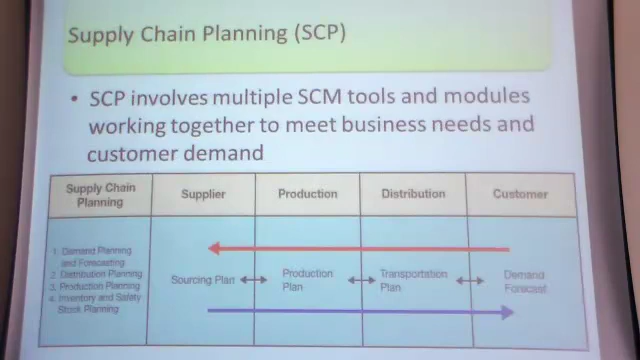 Supply Chain Planning (SCP)
• SCP involves multiple SCM tools and modules
working together to meet business needs and
customer demand
Supply Chain
Planning
Supplier
Production
Distribution
Customer
1. Demand Planning
and Forecasting
2. Distribution Planning
3. Production Planning
4. Inventory and Safety
Stock Planning
Sourcing Plan
Production
Plan
Transportation
Plan
Demand
Forecast